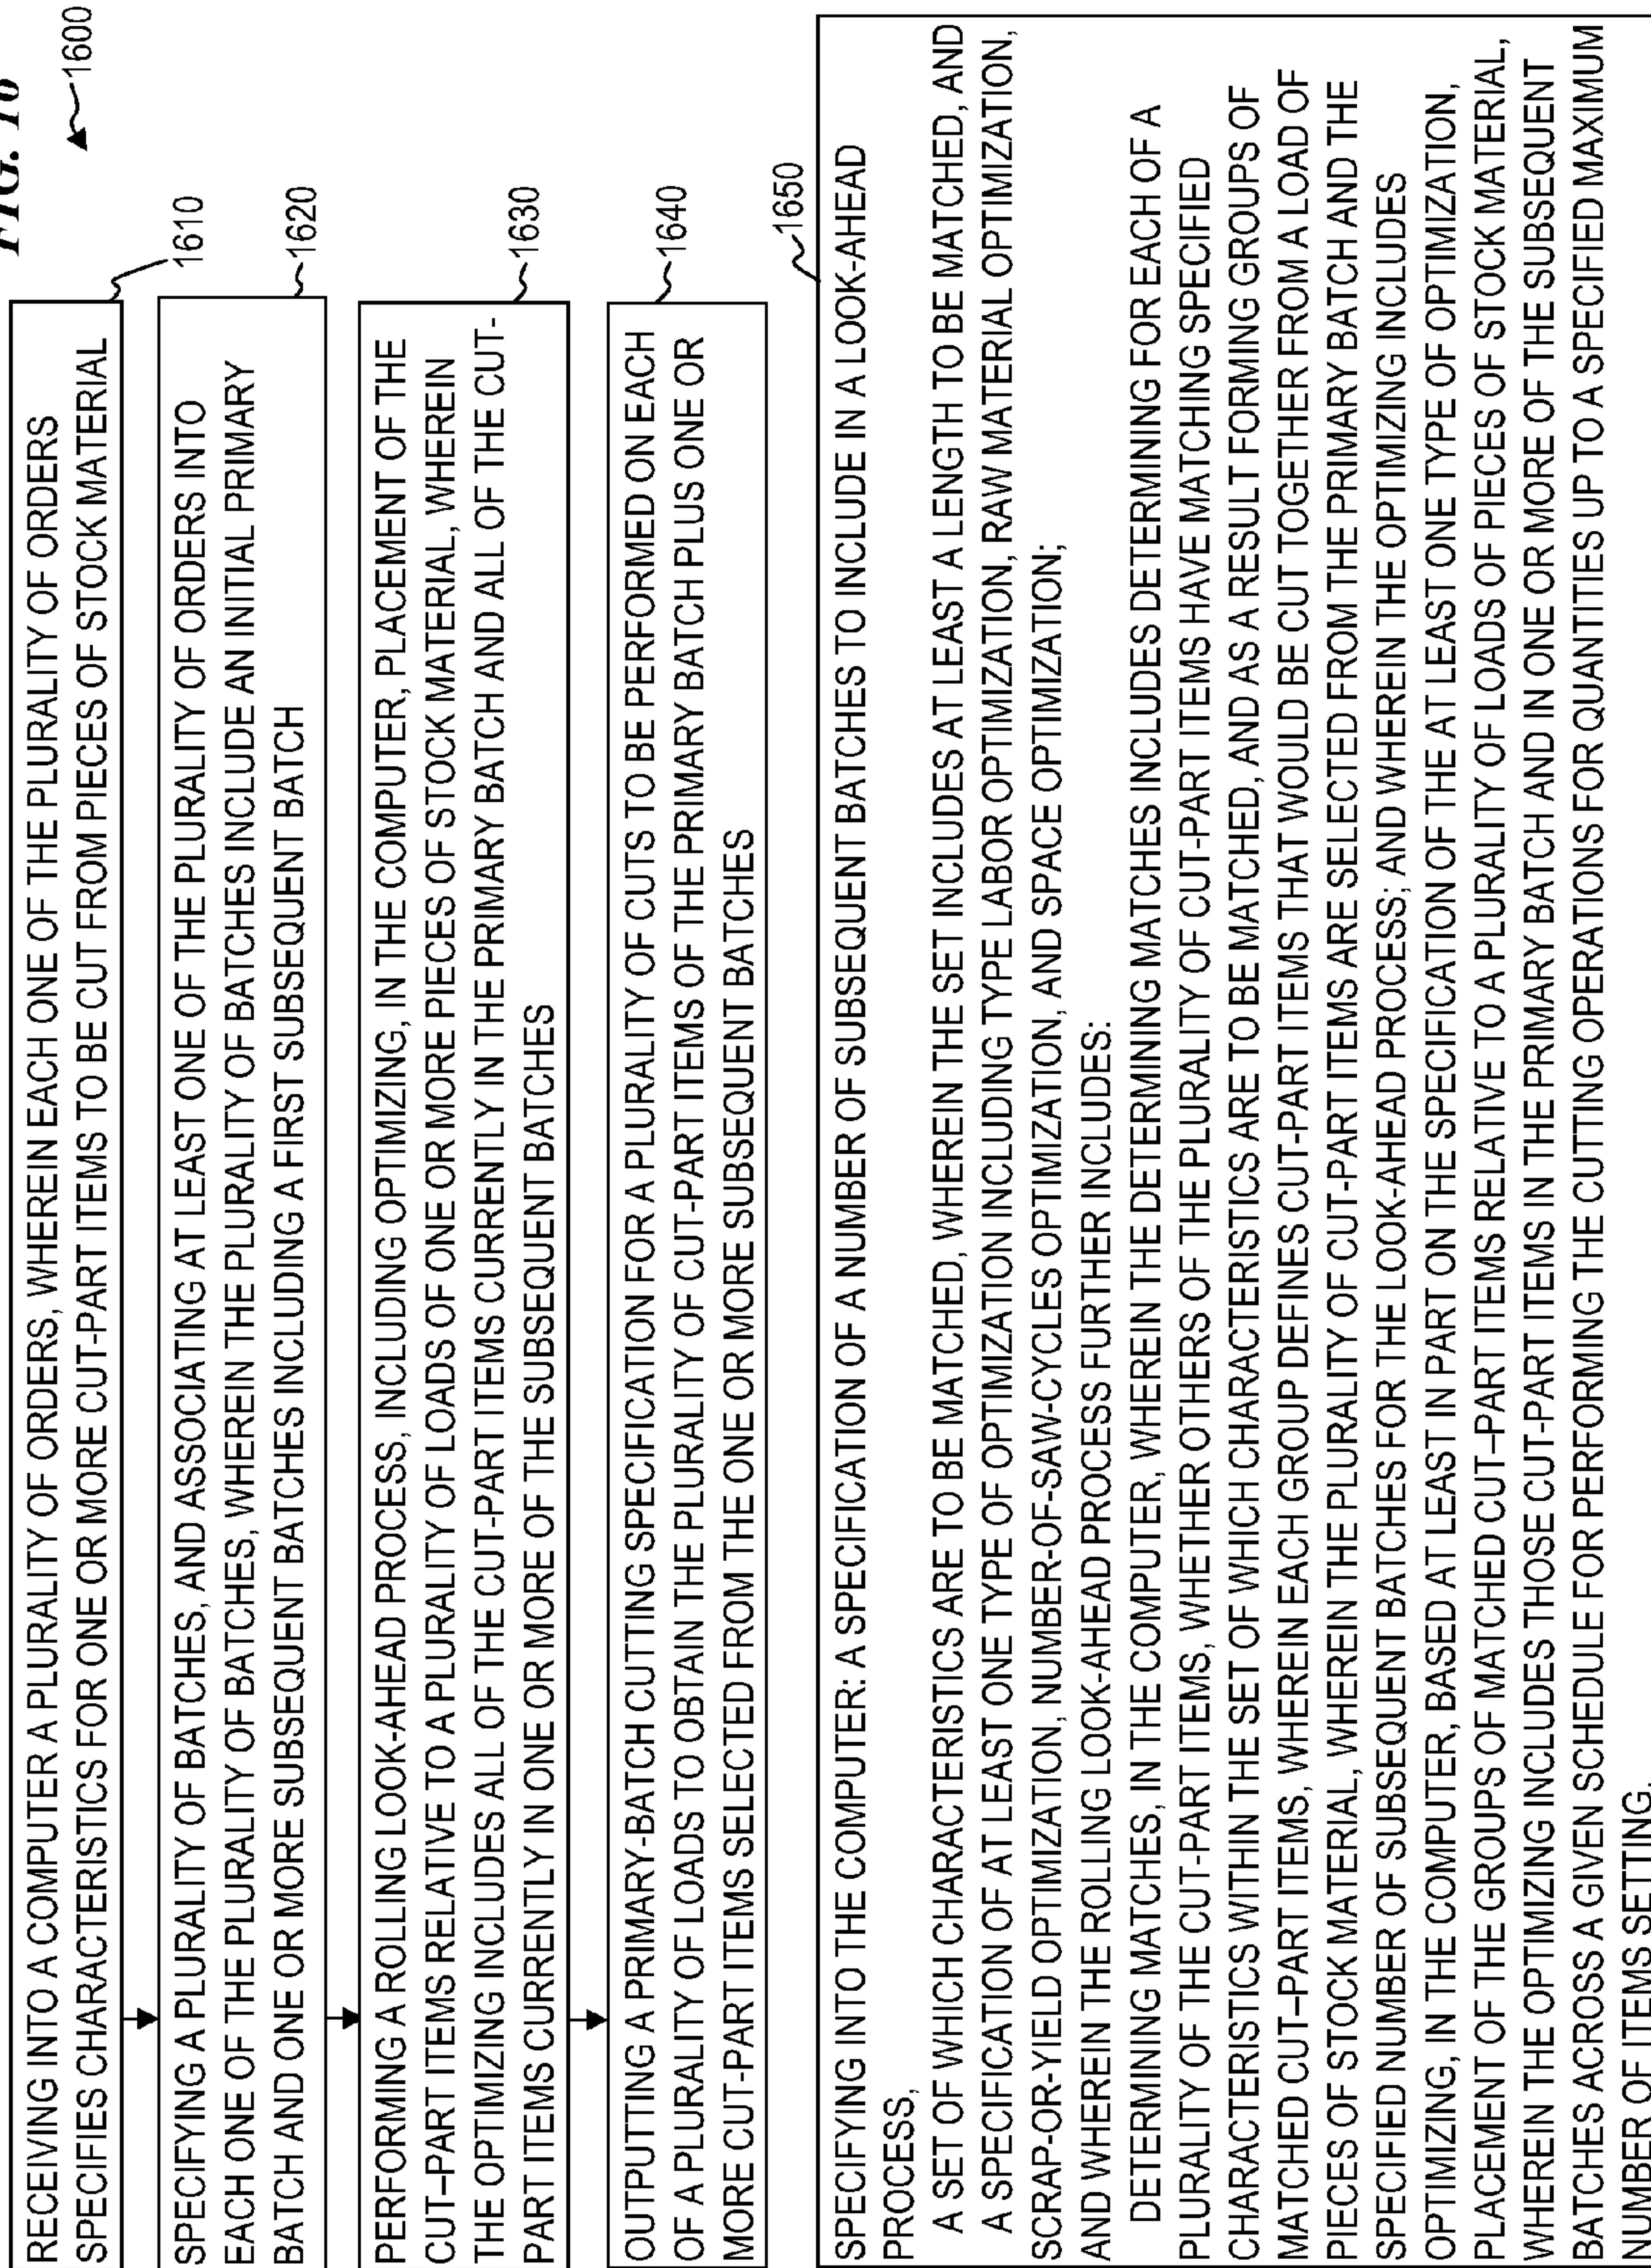 FIG. 16
1600
RECEIVING INTO A COMPUTER A PLURALITY OF ORDERS, WHEREIN EACH ONE OF THE PLURALITY OF ORDERS
SPECIFIES CHARACTERISTICS FOR ONE OR MORE CUT-PART ITEMS TO BE CUT FROM PIECES OF STOCK MATERIAL
1610
SPECIFYING A PLURALITY OF BATCHES, AND ASSOCIATING AT LEAST ONE OF THE PLURALITY OF ORDERS INTO
EACH ONE OF THE PLURALITY OF BATCHES, WHEREIN THE PLURALITY OF BATCHES INCLUDE AN INITIAL PRIMARY
BATCH AND ONE OR MORE SUBSEQUENT BATCHES INCLUDING A FIRST SUBSEQUENT BATCH
1620
PERFORMING A ROLLING LOOK-AHEAD PROCESS, INCLUDING OPTIMIZING, IN THE COMPUTER, PLACEMENT OF THE
CUT–PART ITEMS RELATIVE TO A PLURALITY OF LOADS OF ONE OR MORE PIECES OF STOCK MATERIAL, WHEREIN
THE OPTIMIZING INCLUDES ALL OF THE CUT-PART ITEMS CURRENTLY IN THE PRIMARY BATCH AND ALL OF THE CUT-
PART ITEMS CURRENTLY IN ONE OR MORE OF THE SUBSEQUENT BATCHES
1630
OUTPUTTING A PRIMARY-BATCH CUTTING SPECIFICATION FOR A PLURALITY OF CUTS TO BE PERFORMED ON EACH
OF A PLURALITY OF LOADS TO OBTAIN THE PLURALITY OF CUT-PART ITEMS OF THE PRIMARY BATCH PLUS ONE OR
MORE CUT-PART ITEMS SELECTED FROM THE ONE OR MORE SUBSEQUENT BATCHES
1640
1650
SPECIFYING INTO THE COMPUTER: A SPECIFICATION OF A NUMBER OF SUBSEQUENT BATCHES TO INCLUDE IN A LOOK-AHEAD
PROCESS,
A SET OF WHICH CHARACTERISTICS ARE TO BE MATCHED, WHEREIN THE SET INCLUDES AT LEAST A LENGTH TO BE MATCHED, AND
A SPECIFICATION OF AT LEAST ONE TYPE OF OPTIMIZATION INCLUDING TYPE LABOR OPTIMIZATION, RAW MATERIAL OPTIMIZATION,
SCRAP-OR-YIELD OPTIMIZATION, NUMBER-OF-SAW-CYCLES OPTIMIZATION, AND SPACE OPTIMIZATION;
AND WHEREIN THE ROLLING LOOK-AHEAD PROCESS FURTHER INCLUDES:
DETERMINING MATCHES, IN THE COMPUTER, WHEREIN THE DETERMINING MATCHES INCLUDES DETERMINING FOR EACH OF A
PLURALITY OF THE CUT-PART ITEMS, WHETHER OTHERS OF THE PLURALITY OF CUT-PART ITEMS HAVE MATCHING SPECIFIED
CHARACTERISTICS WITHIN THE SET OF WHICH CHARACTERISTICS ARE TO BE MATCHED, AND AS A RESULT FORMING GROUPS OF
MATCHED CUT–PART ITEMS, WHEREIN EACH GROUP DEFINES CUT-PART ITEMS THAT WOULD BE CUT TOGETHER FROM A LOAD OF
PIECES OF STOCK MATERIAL, WHEREIN THE PLURALITY OF CUT-PART ITEMS ARE SELECTED FROM THE PRIMARY BATCH AND THE
SPECIFIED NUMBER OF SUBSEQUENT BATCHES FOR THE LOOK-AHEAD PROCESS; AND WHEREIN THE OPTIMIZING INCLUDES
OPTIMIZING, IN THE COMPUTER, BASED AT LEAST IN PART ON THE SPECIFICATION OF THE AT LEAST ONE TYPE OF OPTIMIZATION,
PLACEMENT OF THE GROUPS OF MATCHED CUT–PART ITEMS RELATIVE TO A PLURALITY OF LOADS OF PIECES OF STOCK MATERIAL,
WHEREIN THE OPTIMIZING INCLUDES THOSE CUT-PART ITEMS IN THE PRIMARY BATCH AND IN ONE OR MORE OF THE SUBSEQUENT
BATCHES ACROSS A GIVEN SCHEDULE FOR PERFORMING THE CUTTING OPERATIONS FOR QUANTITIES UP TO A SPECIFIED MAXIMUM
NUMBER OF ITEMS SETTING.